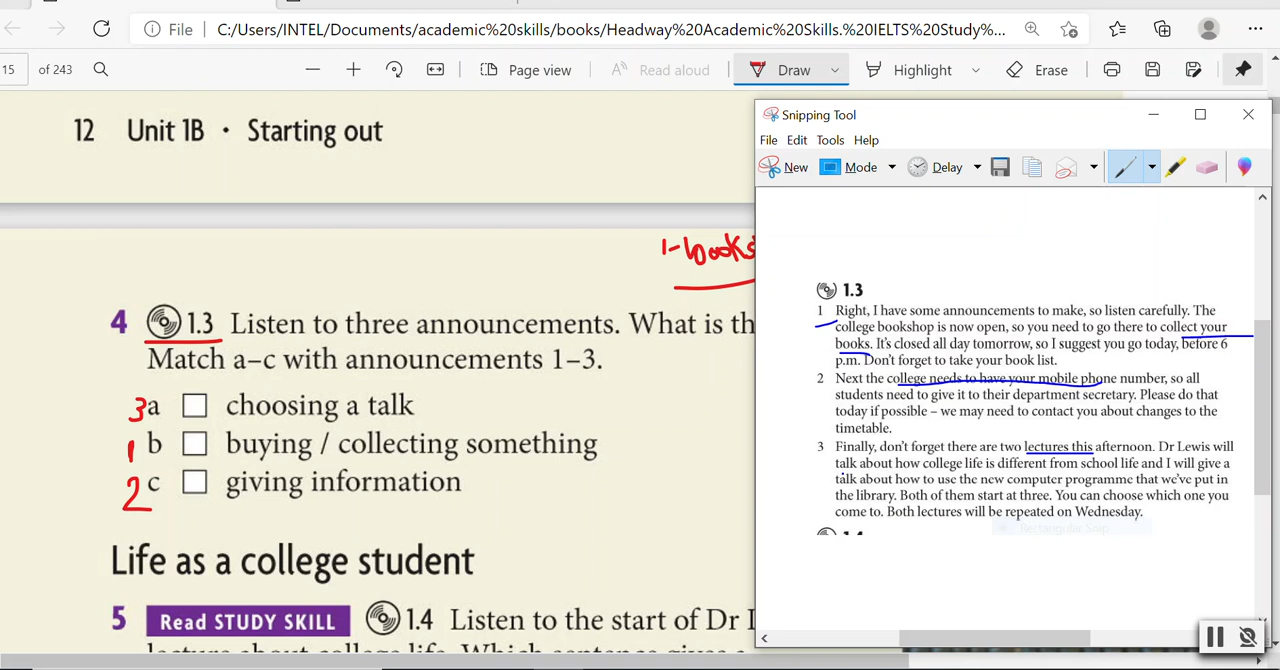 File
C:/Users/INTEL/Documents/academic%20skills/books/Headway%20Academic%20Skills.%20IELTS%20Study%...
15 of 243
Page view
Read aloud
Draw
Highlight
Erase
12 Unit 1B • Starting out
1-books
4 1.3 Listen to three announcements. What is th
Match a–c with announcements 1–3.
3 a choosing a talk
1 b buying / collecting something
2 c giving information
Life as a college student
5 Read STUDY SKILL 1.4 Listen to the start of Dr
lecture about college life. Which sentence gives a
Snipping Tool
File Edit Tools Help
New Mode Delay
1.3
1 Right, I have some announcements to make, so listen carefully. The
college bookshop is now open, so you need to go there to collect your
books. It's closed all day tomorrow, so I suggest you go today, before 6
p.m. Don't forget to take your book list.
2 Next the college needs to have your mobile phone number, so all
students need to give it to their department secretary. Please do that
today if possible – we may need to contact you about changes to the
timetable.
3 Finally, don't forget there are two lectures this afternoon. Dr Lewis will
talk about how college life is different from school life and I will give a
talk about how to use the new computer programme that we've put in
the library. Both of them start at three. You can choose which one you
come to. Both lectures will be repeated on Wednesday.
Rectangular Snip
1.4